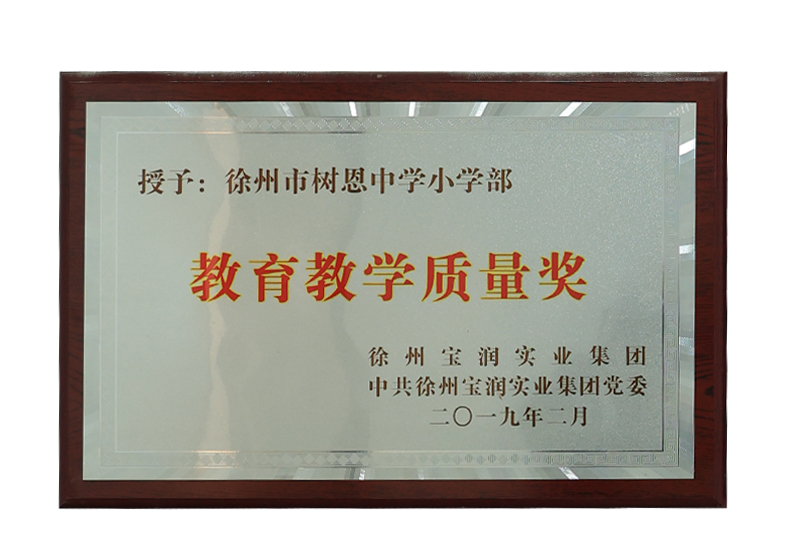 授予：徐州市树恩中学小学部
教育教学质量奖
徐州宝润实业集团
中共徐州宝润实业集团党委
二〇一九年二月